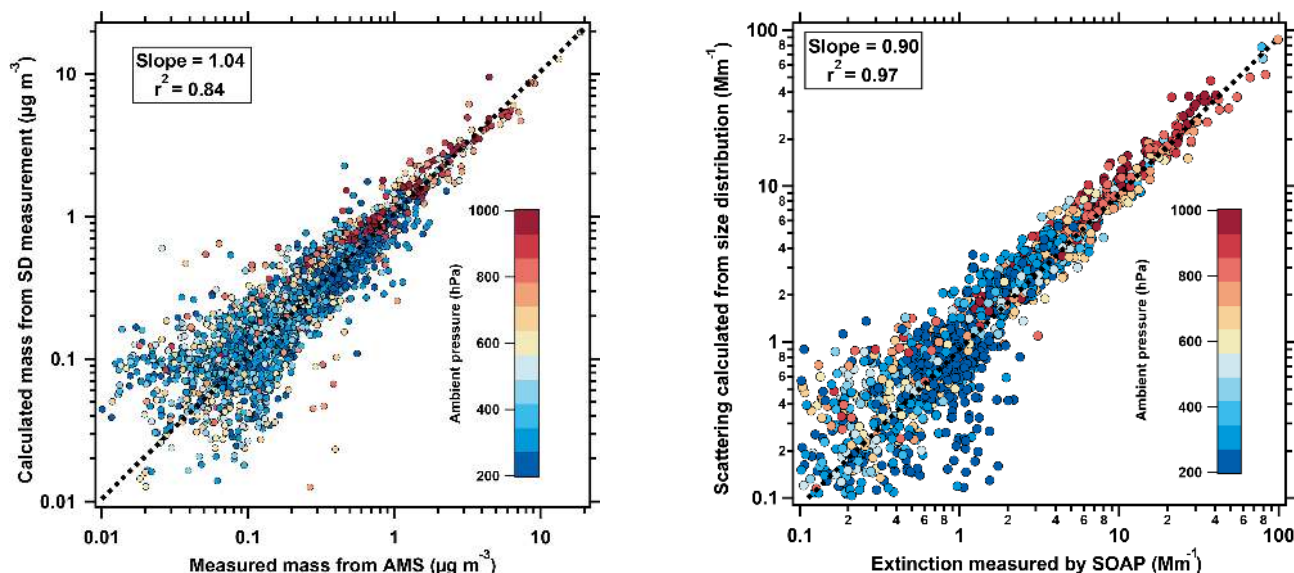 Calculated mass from SD measurement (µg m⁻³)
10
1
0.1
0.01
Slope = 1.04
r² = 0.84
1000
800
600
400
200
Ambient pressure (hPa)
0.01 0.1 1 10
Measured mass from AMS (µg m⁻³)
Scattering calculated from size distribution (Mm⁻¹)
100
8
6
4
2
10
8
6
4
2
1
8
6
4
2
0.1
Slope = 0.90
r² = 0.97
1000
800
600
400
200
Ambient pressure (hPa)
0.1 2 4 6 8 1 2 4 6 8 10 2 4 6 8 100
Extinction measured by SOAP (Mm⁻¹)